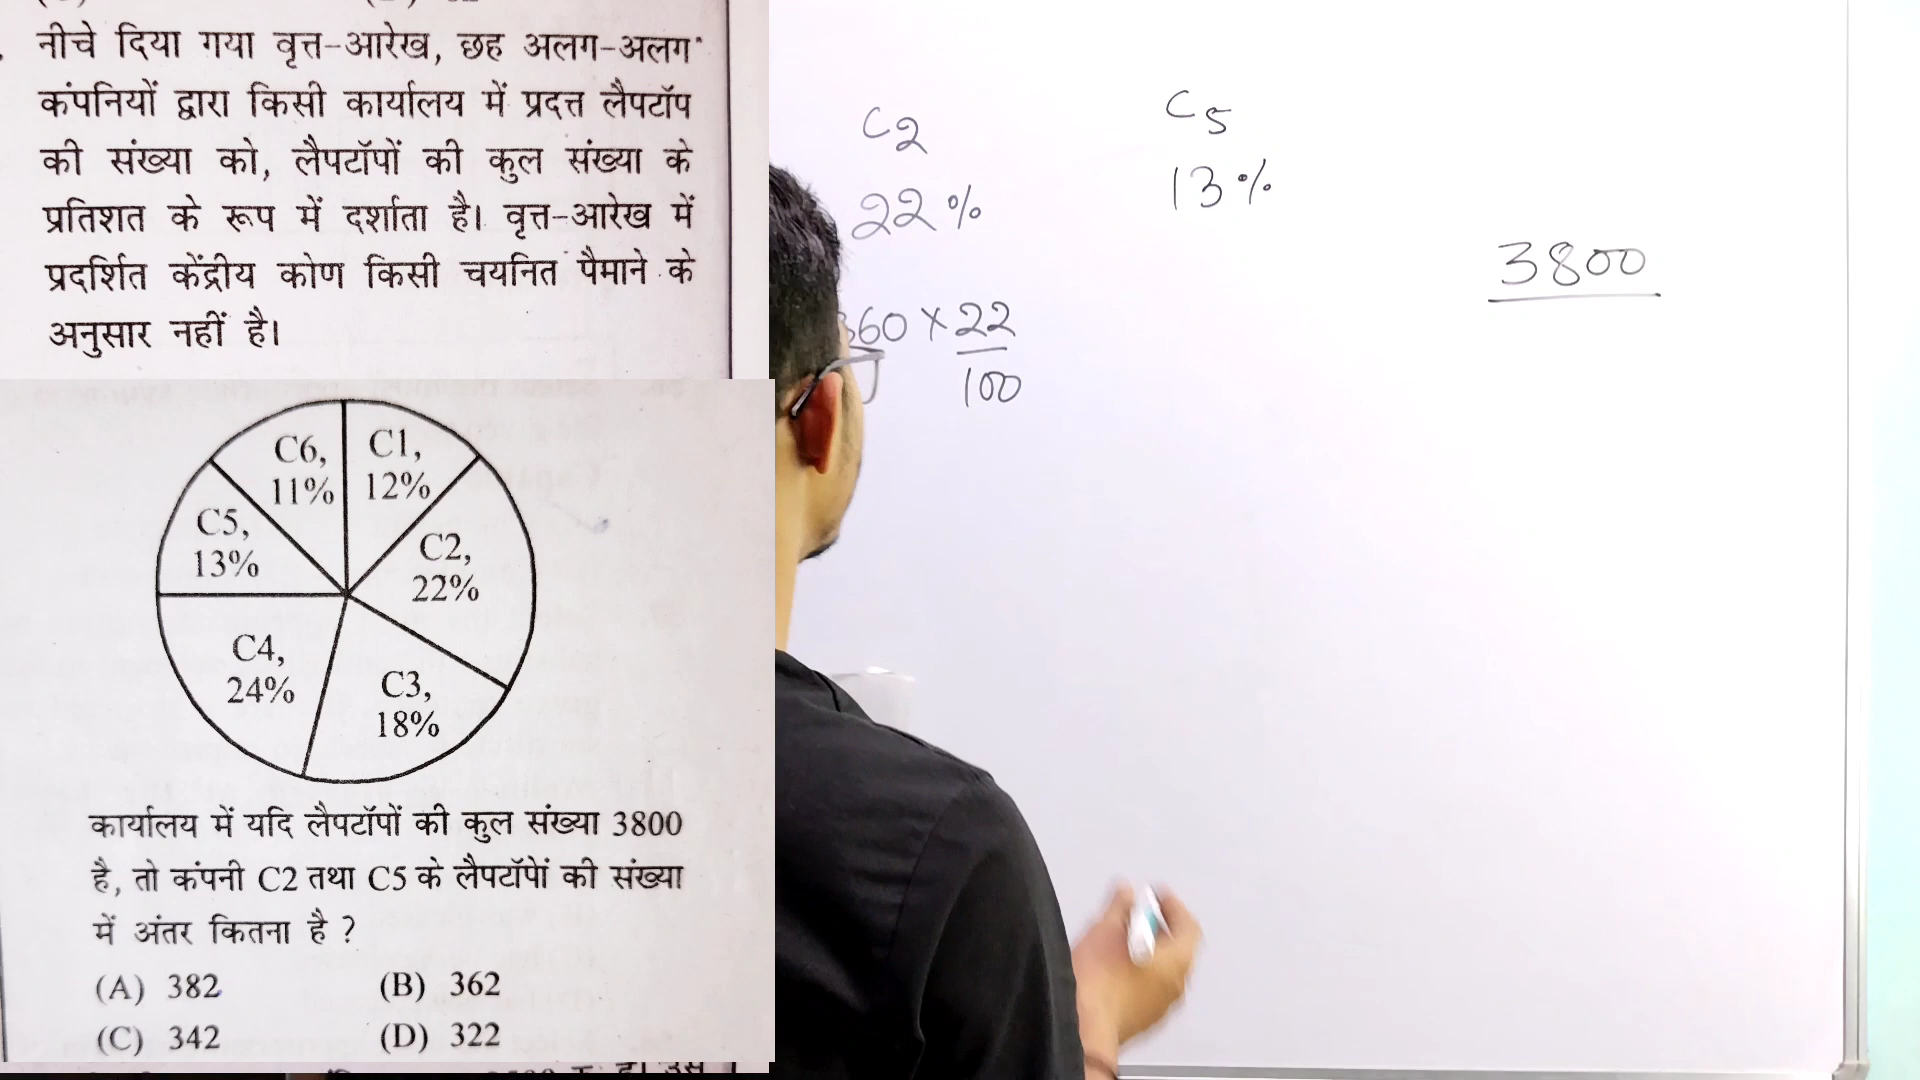 नीचे दिया गया वृत्त-आरेख, छह अलग-अलग
कंपनियों द्वारा किसी कार्यालय में प्रदत्त लैपटॉप
की संख्या को, लैपटॉपों की कुल संख्या के
प्रतिशत के रूप में दर्शाता है। वृत्त-आरेख में
प्रदर्शित केंद्रीय कोण किसी चयनित पैमाने के
अनुसार नहीं है।
C6,
11%
C1,
12%
C5,
13%
C2,
22%
C4,
24%
C3,
18%
कार्यालय में यदि लैपटॉपों की कुल संख्या 3800
है, तो कंपनी C2 तथा C5 के लैपटॉपों की संख्या
में अंतर कितना है ?
(A) 382 (B) 362
(C) 342 (D) 322
C2
22%
C5
13%
3800
360 × 22
100